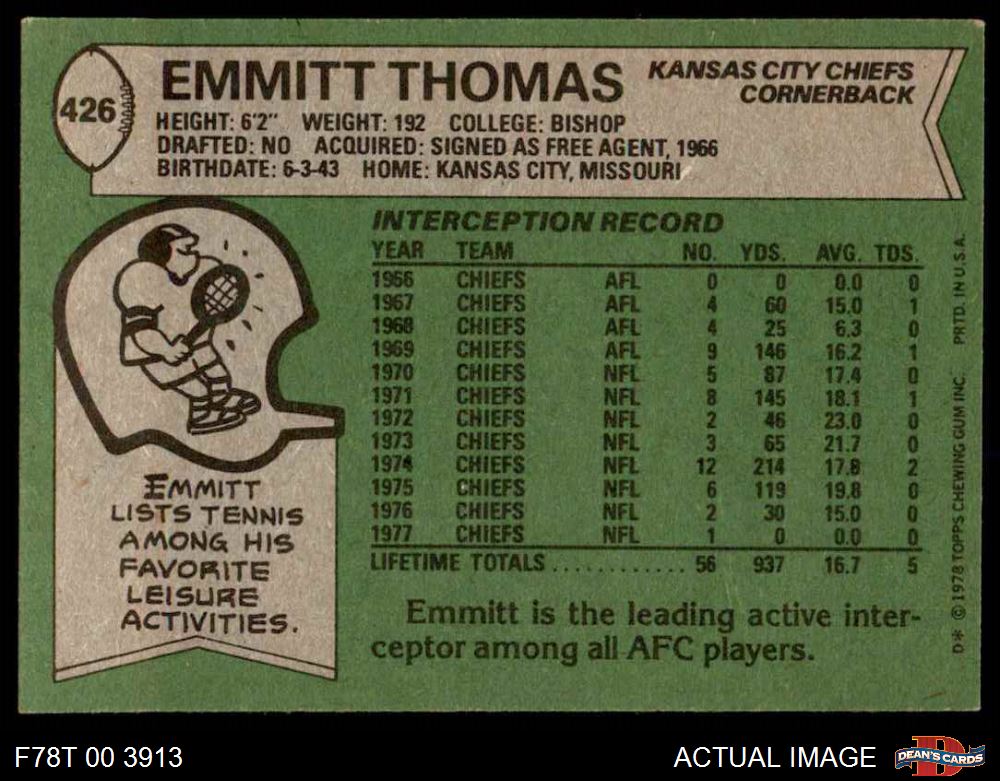 426
EMMITT THOMAS
KANSAS CITY CHIEFS
CORNERBACK
HEIGHT: 6'2" WEIGHT: 192 COLLEGE: BISHOP
DRAFTED: NO ACQUIRED: SIGNED AS FREE AGENT, 1966
BIRTHDATE: 6-3-43 HOME: KANSAS CITY, MISSOURI
INTERCEPTION RECORD
YEAR TEAM NO. YDS. AVG. TDS.
1966 CHIEFS AFL 0 0 0.0 0
1967 CHIEFS AFL 4 60 15.0 1
1968 CHIEFS AFL 4 25 6.3 0
1969 CHIEFS AFL 9 146 16.2 1
1970 CHIEFS NFL 5 87 17.4 0
1971 CHIEFS NFL 8 145 18.1 1
1972 CHIEFS NFL 2 46 23.0 0
1973 CHIEFS NFL 3 65 21.7 0
1974 CHIEFS NFL 12 214 17.8 2
1975 CHIEFS NFL 6 119 19.8 0
1976 CHIEFS NFL 2 30 15.0 0
1977 CHIEFS NFL 1 0 0.0 0
LIFETIME TOTALS............ 56 937 16.7 5
Emmitt is the leading active inter-
ceptor among all AFC players.
EMMITT
LISTS TENNIS
AMONG HIS
FAVORITE
LEISURE
ACTIVITIES.
D* © 1978 TOPPS CHEWING GUM INC. PRTD. IN U.S.A.
F78T 00 3913
ACTUAL IMAGE
D
DEAN'S CARDS